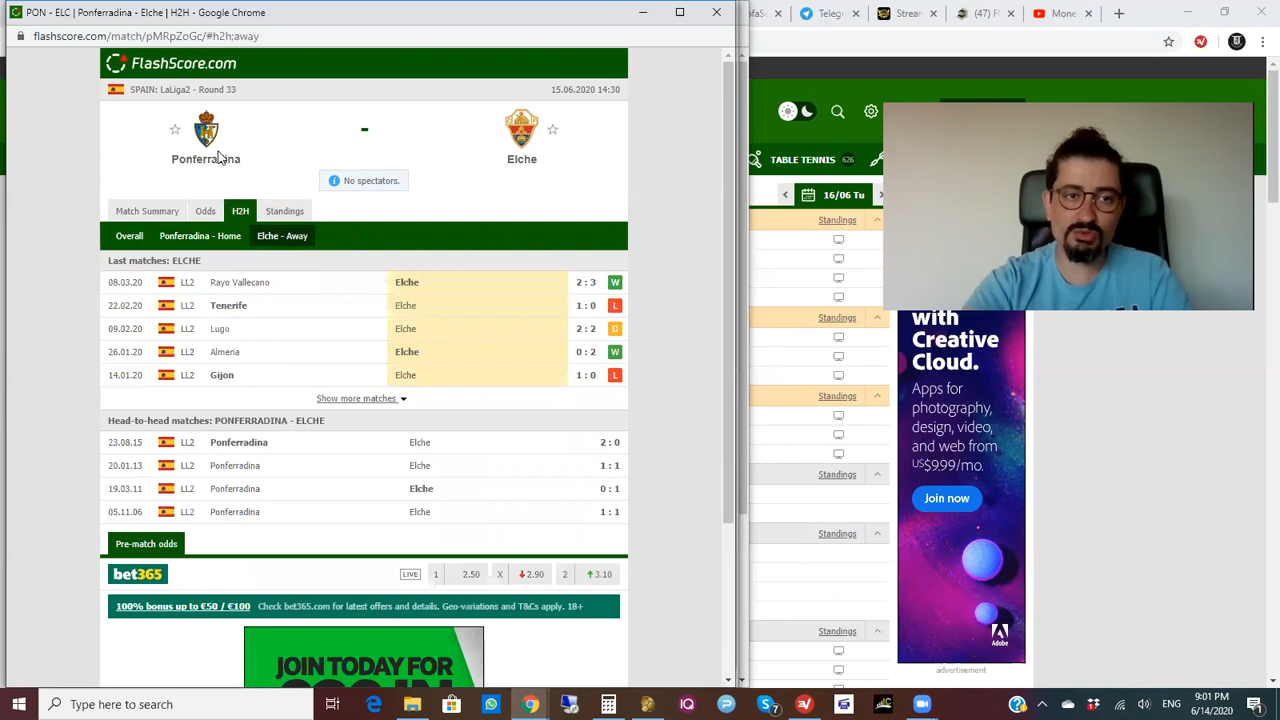 PON - ELC | H2H
faS
Teleg
Strean
(47) F
Mone
flashscore.com/match/pMRpZoGc/#h2h;away
FlashScore.com
SPAIN: LaLiga2 - Round 33 15.06.2020 14:30
-
Ponferradina Elche
No spectators.
Match Summary Odds H2H Standings
Overall Ponferradina - Home Elche - Away
Last matches: ELCHE
08.03.20 LL2 Rayo Vallecano Elche 2 : 3 W
22.02.20 LL2 Tenerife Elche 1 : 0 L
09.02.20 LL2 Lugo Elche 2 : 2 D
26.01.20 LL2 Almeria Elche 0 : 2 W
14.01.20 LL2 Gijon Elche 1 : 0 L
Show more matches
Head-to-head matches: PONFERRADINA - ELCHE
23.08.15 LL2 Ponferradina Elche 2 : 0
20.01.13 LL2 Ponferradina Elche 1 : 1
19.03.11 LL2 Ponferradina Elche 0 : 1
05.11.06 LL2 Ponferradina Elche 1 : 1
Pre-match odds
bet365 LIVE 1 2.50 X 2.90 2 3.10
100% bonus up to €50 / €100 Check bet365.com for latest offers and details. Geo-variations and T&Cs apply. 18+
JOIN TODAY FOR
TABLE TENNIS 626
16/06 Tu
Standings
Standings
Standings
Standings
Standings
Standings
with
Creative
Cloud.
Apps for
photography,
design, video,
and web from
US$9.99/mo.
Join now
Adobe
advertisement
Type here to search
9:01 PM
6/14/2020